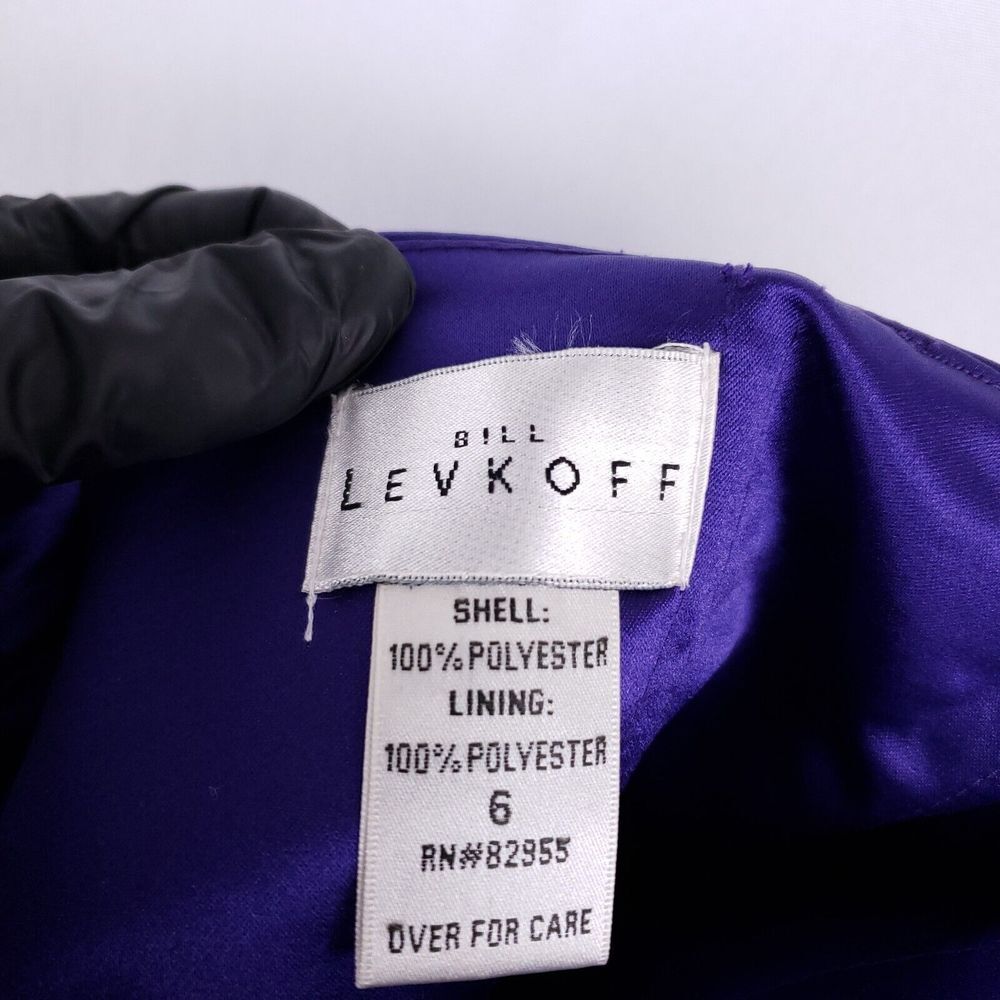 BILL
LEVKOFF
SHELL:
100% POLYESTER
LINING:
100% POLYESTER
6
RN#82955
OVER FOR CARE